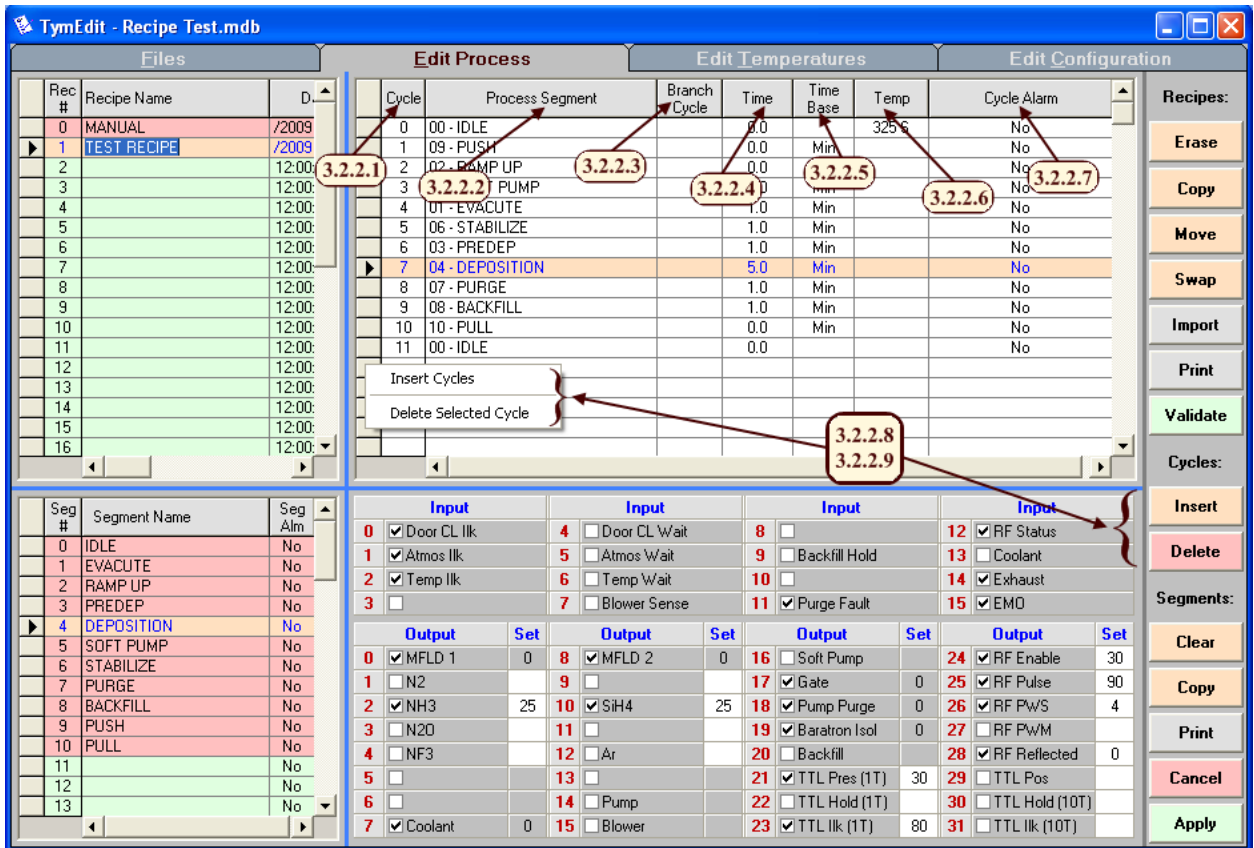 TymEdit - Recipe Test.mdb
Files Edit Process Edit Temperatures Edit Configuration
Rec # Recipe Name D.
0 MANUAL /2009
1 TEST RECIPE /2009
2 12:00:
3 12:00:
4 12:00:
5 12:00:
6 12:00:
7 12:00:
8 12:00:
9 12:00:
10 12:00:
11 12:00:
12 12:00:
13 12:00:
14 12:00:
15 12:00:
16 12:00:
Cycle Process Segment Branch Cycle Time Time Base Temp Cycle Alarm
0 00 - IDLE 0.0 No
1 09 - PUSH Min No
2 02 - RAMP UP No
3 PUMP
4 01 - EVACUTE 1.0 Min No
5 06 - STABILIZE 1.0 Min No
6 03 - PREDEP 1.0 Min No
7 04 - DEPOSITION 5.0 Min No
8 07 - PURGE 1.0 Min No
9 08 - BACKFILL 1.0 Min No
10 10 - PULL 0.0 Min No
11 00 - IDLE 0.0 No
3.2.2.1
3.2.2.2
3.2.2.3
3.2.2.4
3.2.2.5
3.2.2.6
3.2.2.7
Insert Cycles
Delete Selected Cycle
3.2.2.8
3.2.2.9
Recipes:
Erase
Copy
Move
Swap
Import
Print
Validate
Cycles:
Insert
Delete
Segments:
Clear
Copy
Print
Cancel
Apply
Seg # Segment Name Seg Alm
0 IDLE No
1 EVACUTE No
2 RAMP UP No
3 PREDEP No
4 DEPOSITION No
5 SOFT PUMP No
6 STABILIZE No
7 PURGE No
8 BACKFILL No
9 PUSH No
10 PULL No
11 No
12 No
13 No
Input Input Input Input
0 Door CL Ilk 4 Door CL Wait 8 12 RF Status
1 Atmos Ilk 5 Atmos Wait 9 Backfill Hold 13 Coolant
2 Temp Ilk 6 Temp Wait 10 14 Exhaust
3 7 Blower Sense 11 Purge Fault 15 EMO
Output Set Output Set Output Set Output Set
0 MFLD 1 0 8 MFLD 2 0 16 Soft Pump 24 RF Enable 30
1 N2 9 17 Gate 0 25 RF Pulse 90
2 NH3 25 10 SiH4 25 18 Pump Purge 0 26 RF PWS 4
3 N2O 11 19 Baratron Isol 0 27 RF PWM
4 NF3 12 Ar 20 Backfill 28 RF Reflected 0
5 13 21 TTL Pres (1T) 30 29 TTL Pos
6 14 Pump 22 TTL Hold (1T) 30 TTL Hold (10T)
7 Coolant 0 15 Blower 23 TTL Ilk (1T) 80 31 TTL Ilk (10T)